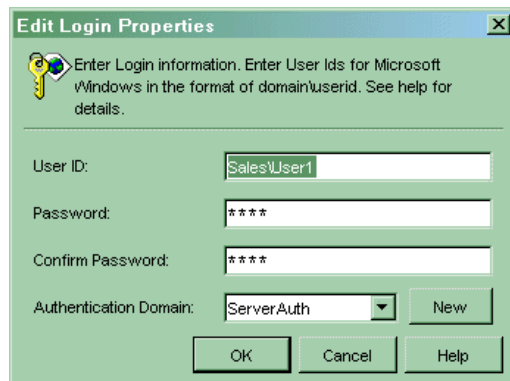 Edit Login Properties
Enter Login information. Enter User Ids for Microsoft
Windows in the format of domain\userid. See help for
details.
User ID: Sales\User1
Password: ****
Confirm Password: ****
Authentication Domain: ServerAuth New
OK Cancel Help